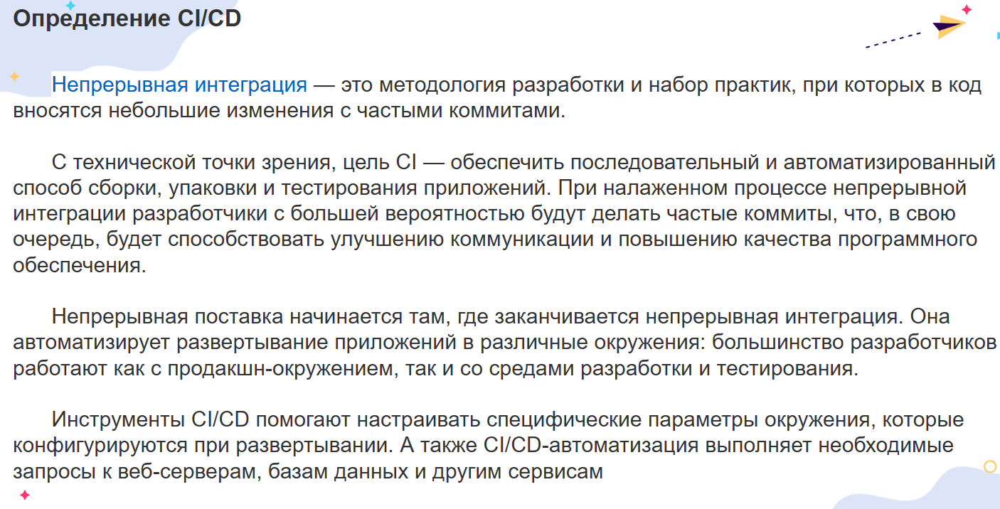 Определение CI/CD
Непрерывная интеграция — это методология разработки и набор практик, при которых в код
вносятся небольшие изменения с частыми коммитами.
С технической точки зрения, цель CI — обеспечить последовательный и автоматизированный
способ сборки, упаковки и тестирования приложений. При налаженном процессе непрерывной
интеграции разработчики с большей вероятностью будут делать частые коммиты, что, в свою
очередь, будет способствовать улучшению коммуникации и повышению качества программного
обеспечения.
Непрерывная поставка начинается там, где заканчивается непрерывная интеграция. Она
автоматизирует развертывание приложений в различные окружения: большинство разработчиков
работают как с продакшн-окружением, так и со средами разработки и тестирования.
Инструменты CI/CD помогают настраивать специфические параметры окружения, которые
конфигурируются при развертывании. А также CI/CD-автоматизация выполняет необходимые
запросы к веб-серверам, базам данных и другим сервисам